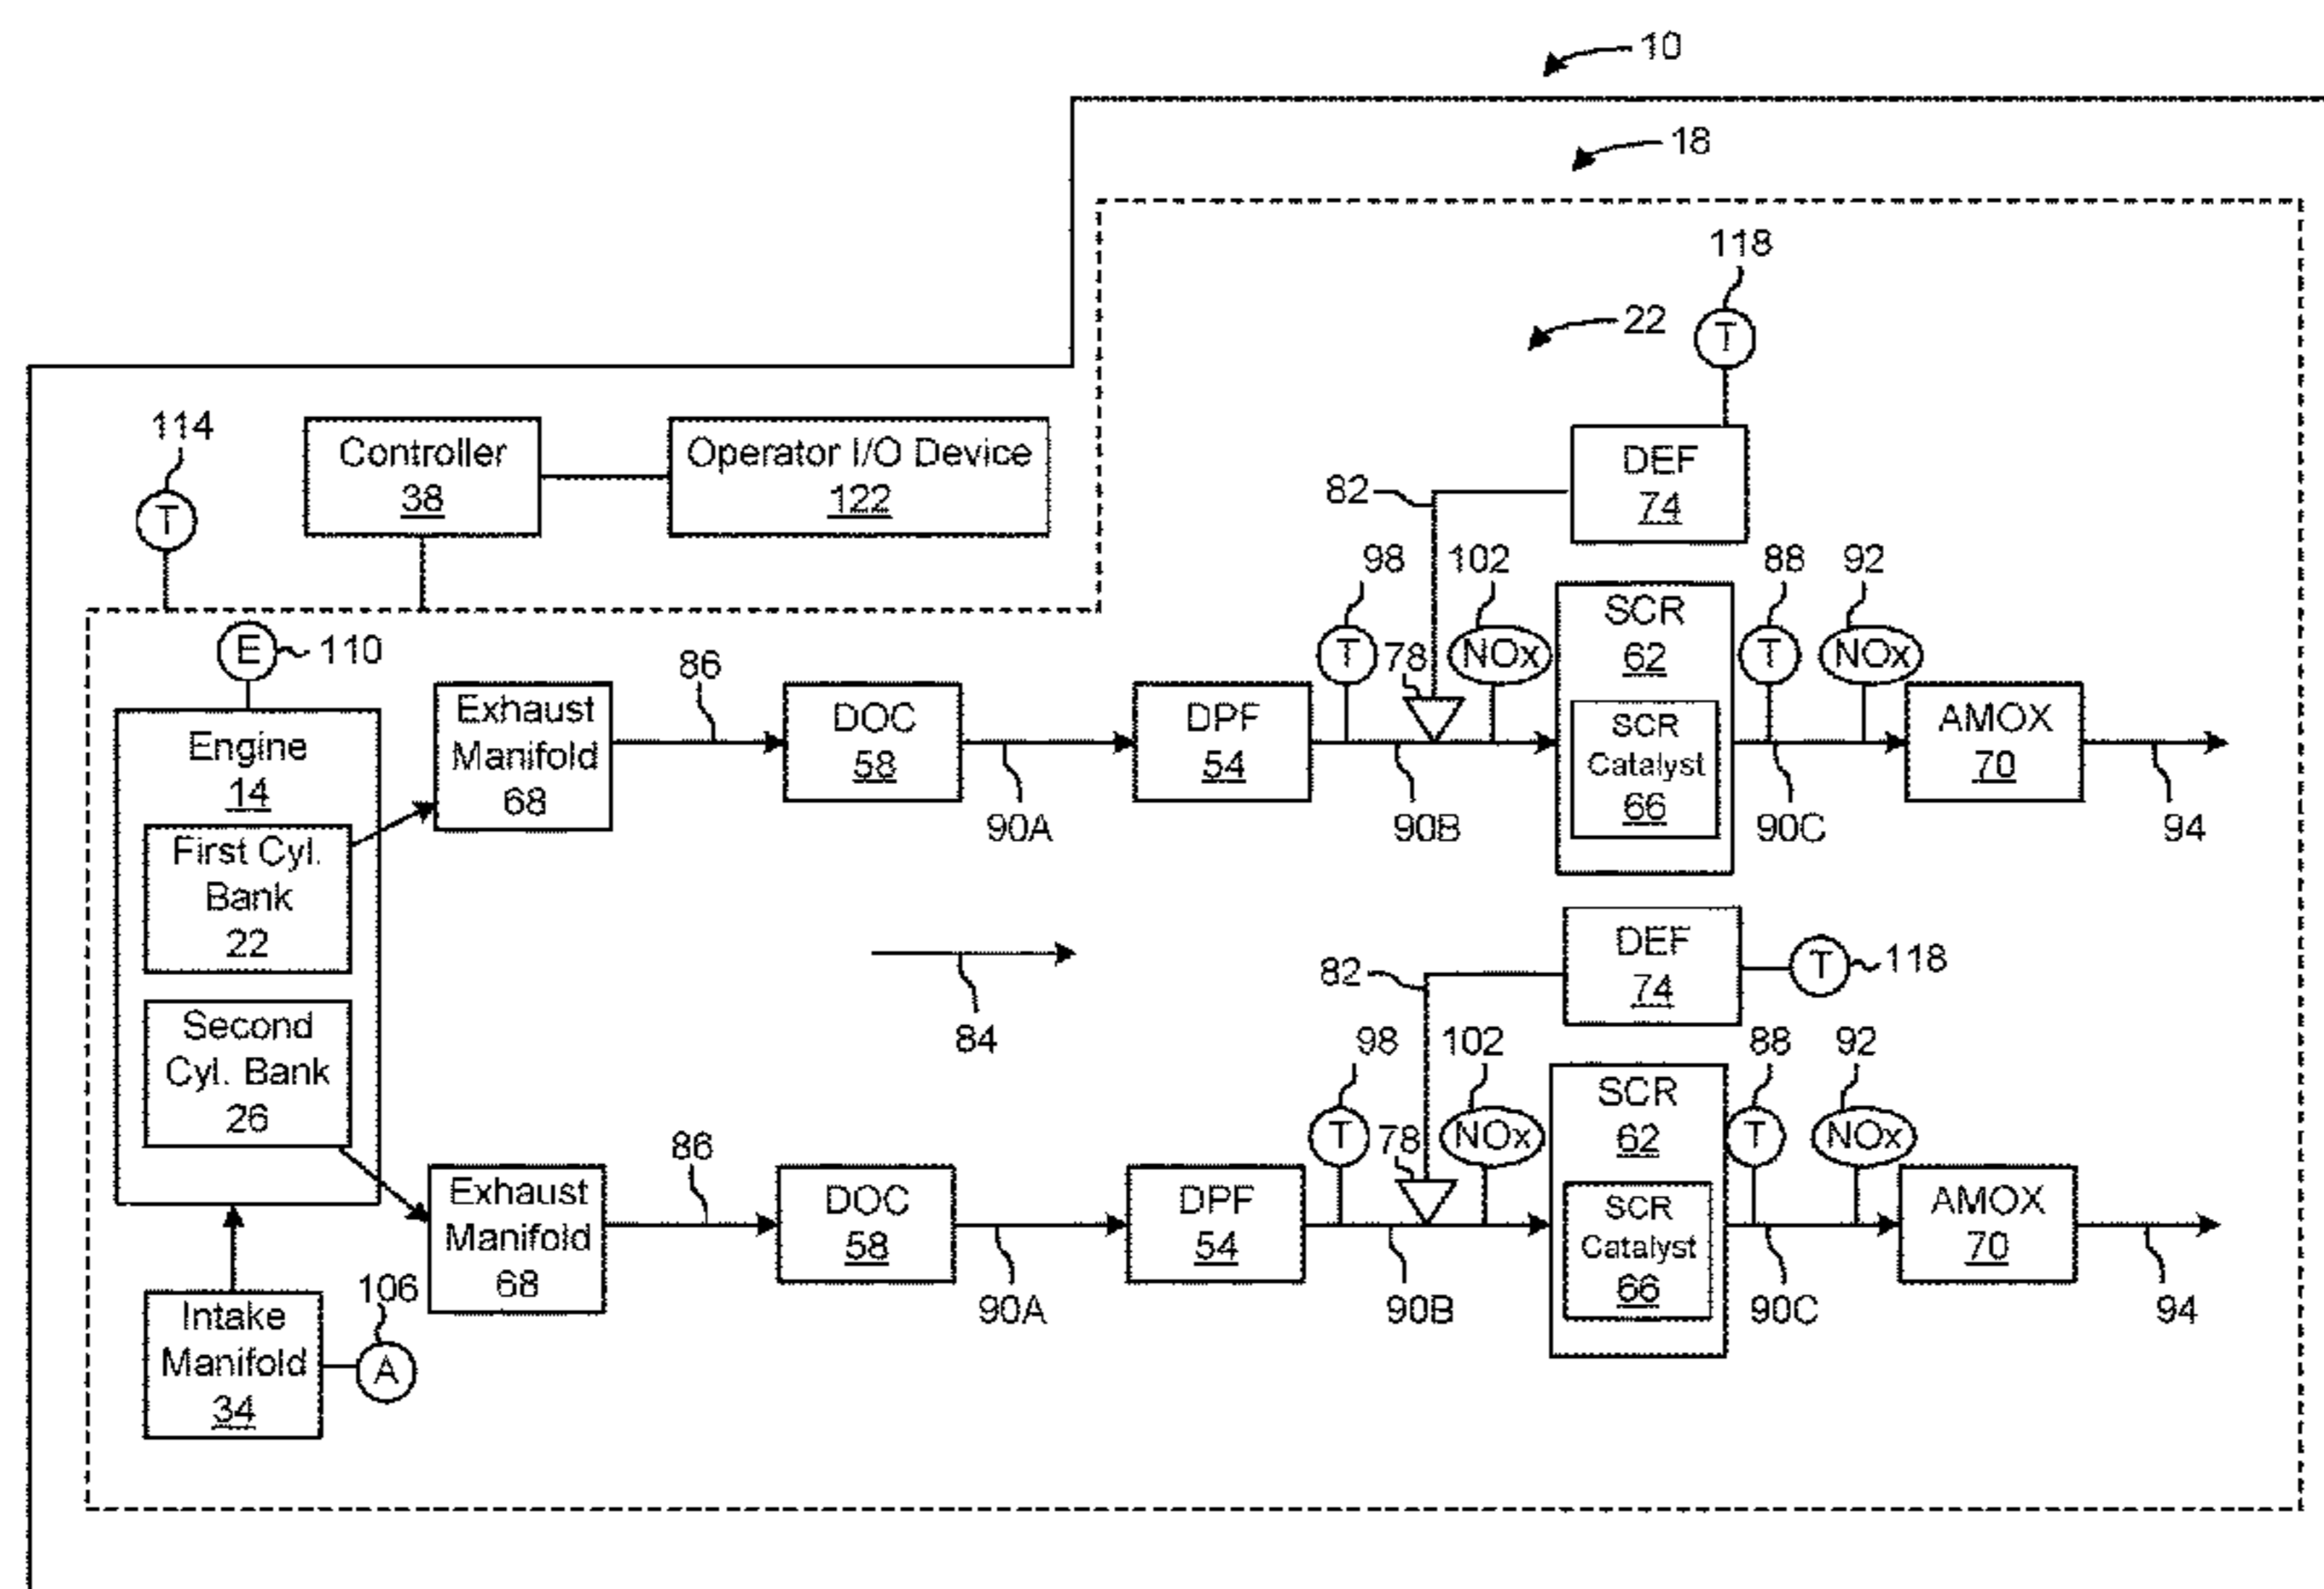 10
18
118
22
114
Controller
38
Operator I/O Device
122
T
T
DEF
74
82
98
102
88
92
E
110
T
78
NOx
SCR
62
T
NOx
86
Exhaust
Manifold
68
DOC
58
DPF
54
SCR
Catalyst
66
AMOX
70
Engine
14
90A
90B
90C
94
First Cyl.
Bank
22
DEF
74
T
118
82
84
Second
Cyl. Bank
26
98
102
88
92
T
78
NOx
SCR
62
T
NOx
86
Exhaust
Manifold
68
DOC
58
DPF
54
SCR
Catalyst
66
AMOX
70
106
90A
90B
90C
94
Intake
Manifold
34
A